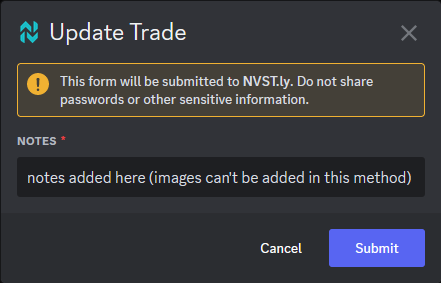 Update Trade
This form will be submitted to NVST.ly. Do not share
passwords or other sensitive information.
NOTES *
notes added here (images can't be added in this method)
Cancel
Submit